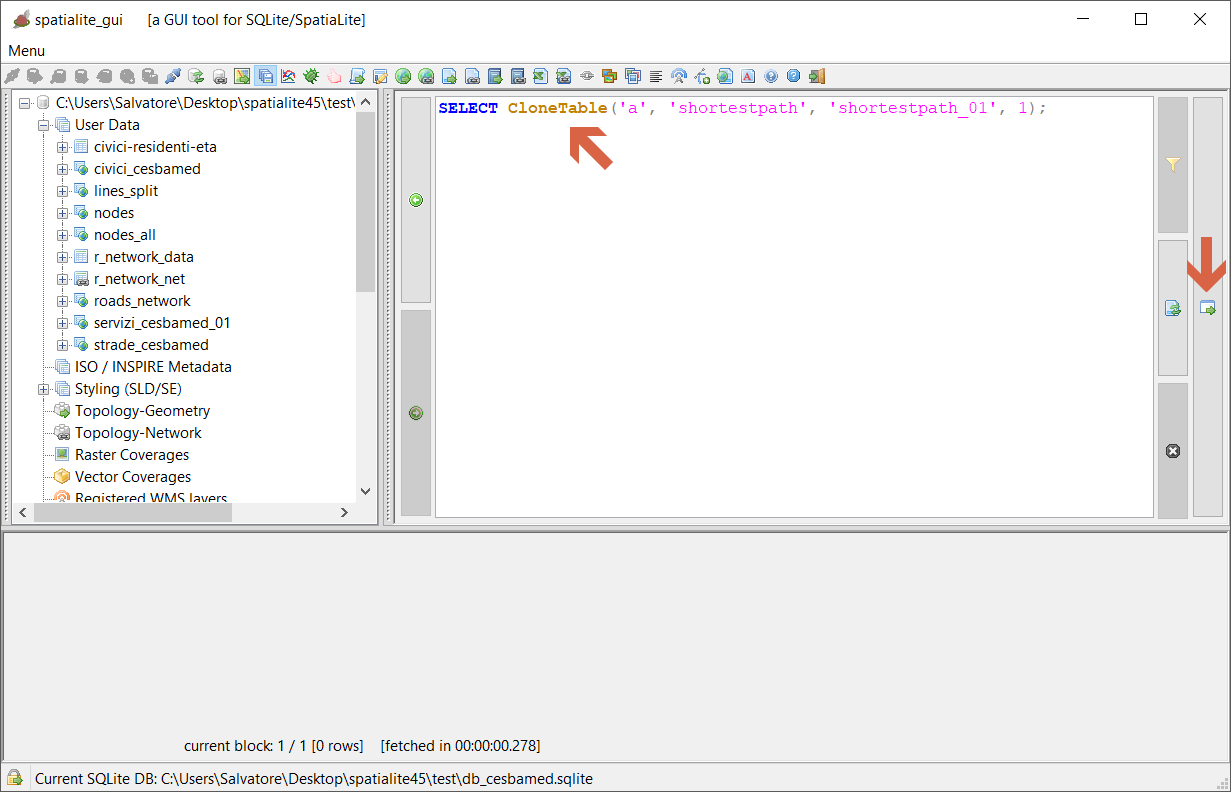 spatialite_gui [a GUI tool for SQLite/SpatiaLite]
Menu
C:\Users\Salvatore\Desktop\spatialite45\test\
User Data
civici-residenti-eta
civici_cesbamed
lines_split
nodes
nodes_all
r_network_data
r_network_net
roads_network
servizi_cesbamed_01
strade_cesbamed
ISO / INSPIRE Metadata
Styling (SLD/SE)
Topology-Geometry
Topology-Network
Raster Coverages
Vector Coverages
Registered WMS layers
SELECT CloneTable('a', 'shortestpath', 'shortestpath_01', 1);
current block: 1 / 1 [0 rows] [fetched in 00:00:00.278]
Current SQLite DB: C:\Users\Salvatore\Desktop\spatialite45\test\db_cesbamed.sqlite